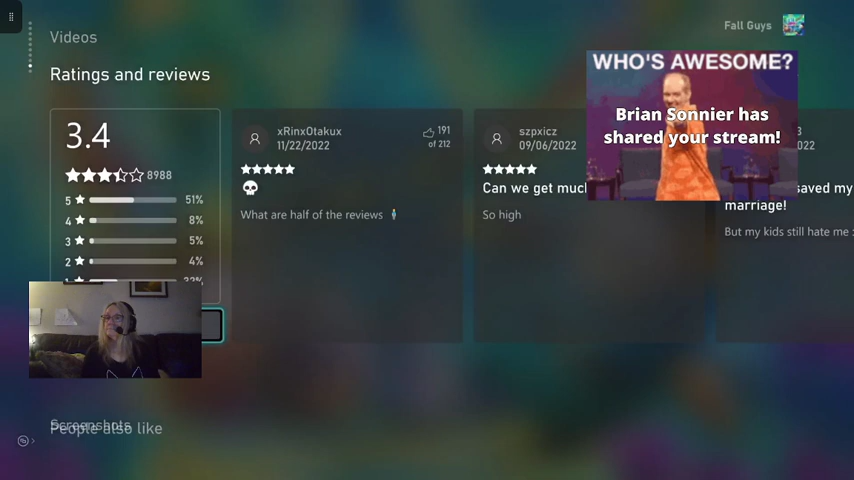 Videos
Fall Guys
Ratings and reviews
WHO'S AWESOME?
Brian Sonnier has
shared your stream!
3.4
8988
5 51%
4 8%
3 5%
2 4%
xRinxOtakux
11/22/2022
191
of 212
What are half of the reviews
szpxicz
09/06/2022
Can we get
So high
saved my
marriage!
But my kids still hate me
Screenshots
People also like